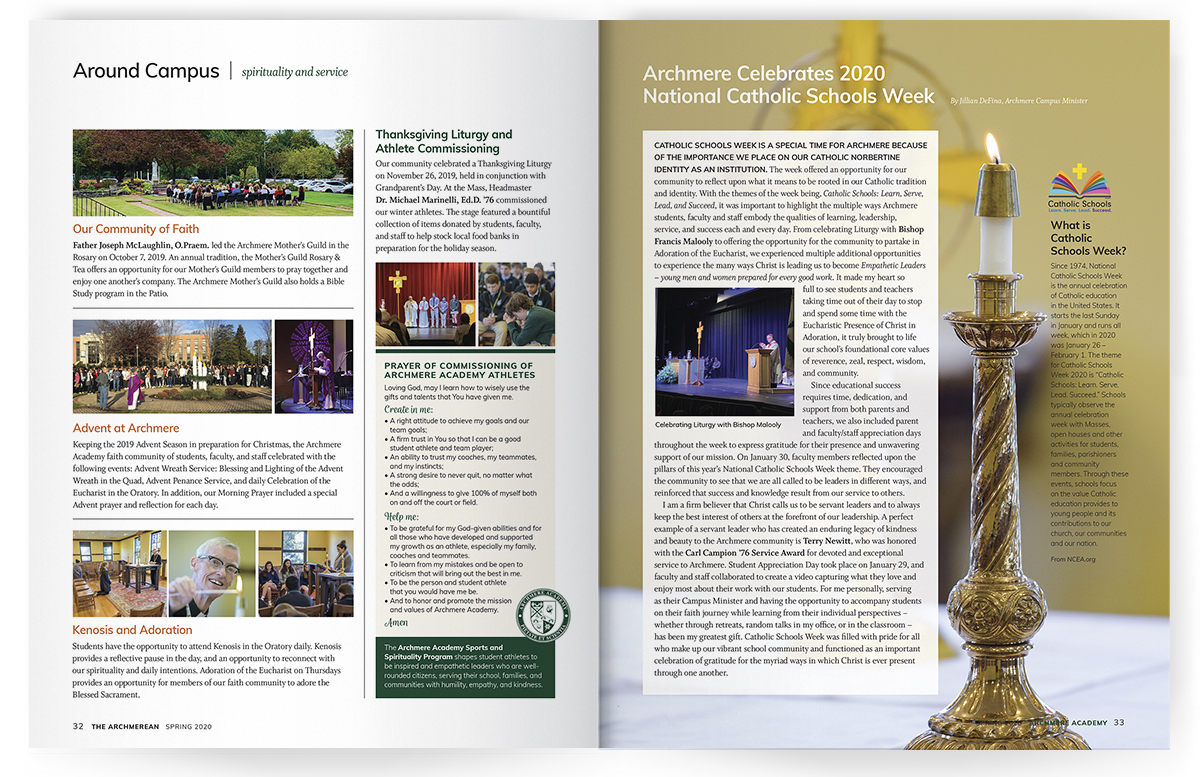 Around Campus
spirituality and service
Our Community of Faith
Father Joseph McLaughlin, O.Praem. led the Archmere Mother's Guild in the
Rosary on October 7, 2019. An annual tradition, the Mother's Guild Rosary &
Tea offers an opportunity for our Mother's Guild members to pray together and
enjoy one another's company. The Archmere Mother's Guild also holds a Bible
Study program in the Patio.
Advent at Archmere
Keeping the 2019 Advent Season in preparation for Christmas, the Archmere
Academy faith community of students, faculty, and staff celebrated with the
following events: Advent Wreath Service: Blessing and Lighting of the Advent
Wreath in the Quad, Advent Penance Service, and daily Celebration of the
Eucharist in the Oratory. In addition, our Morning Prayer included a special
Advent prayer and reflection for each day.
Kenosis and Adoration
Students have the opportunity to attend Kenosis in the Oratory daily. Kenosis
provides a reflective pause in the day, and an opportunity to reconnect with
our spirituality and daily intentions. Adoration of the Eucharist on Thursdays
provides an opportunity for members of our faith community to adore the
Blessed Sacrament.
Thanksgiving Liturgy and
Athlete Commissioning
Our community celebrated a Thanksgiving Liturgy
on November 26, 2019, held in conjunction with
Grandparent's Day. At the Mass, Headmaster
Dr. Michael Marinelli, Ed.D. '76 commissioned
our winter athletes. The stage featured a bountiful
collection of items donated by students, faculty,
and staff to help stock local food banks in
preparation for the holiday season.
PRAYER OF COMMISSIONING OF
ARCHMERE ACADEMY ATHLETES
Loving God, may I learn how to wisely use the
gifts and talents that You have given me.
Create in me:
• A right attitude to achieve my goals and our
team goals;
• A firm trust in You so that I can be a good
student athlete and team player;
• An ability to trust my coaches, my teammates,
and my instincts;
• A strong desire to never quit, no matter what
the odds;
• And a willingness to give 100% of myself both
on and off the court or field.
Help me:
• To be grateful for my God-given abilities and for
all those who have developed and supported
my growth as an athlete, especially my family,
coaches and teammates.
• To learn from my mistakes and be open to
criticism that will bring out the best in me.
• To be the person and student athlete
that you would have me be.
• And to honor and promote the mission
and values of Archmere Academy.
Amen
The Archmere Academy Sports and
Spirituality Program shapes student athletes to
be inspired and empathetic leaders who are well-
rounded citizens, serving their school, families, and
communities with humility, empathy, and kindness.
32 THE ARCHMEREAN SPRING 2020
Archmere Celebrates 2020
National Catholic Schools Week
By Jillian DeFina, Archmere Campus Minister
CATHOLIC SCHOOLS WEEK IS A SPECIAL TIME FOR ARCHMERE BECAUSE
OF THE IMPORTANCE WE PLACE ON OUR CATHOLIC NORBERTINE
IDENTITY AS AN INSTITUTION. The week offered an opportunity for our
community to reflect upon what it means to be rooted in our Catholic tradition
and identity. With the themes of the week being, Catholic Schools: Learn, Serve,
Lead, and Succeed, it was important to highlight the multiple ways Archmere
students, faculty and staff embody the qualities of learning, leadership,
service, and success each and every day. From celebrating Liturgy with Bishop
Francis Malooly to offering the opportunity for the community to partake in
Adoration of the Eucharist, we experienced multiple additional opportunities
to experience the many ways Christ is leading us to become Empathetic Leaders
– young men and women prepared for every good work. It made my heart so
full to see students and teachers
taking time out of their day to stop
and spend some time with the
Eucharistic Presence of Christ in
Adoration, it truly brought to life
our school's foundational core values
of reverence, zeal, respect, wisdom,
and community.
Since educational success
requires time, dedication, and
support from both parents and
teachers, we also included parent
and faculty/staff appreciation days
Celebrating Liturgy with Bishop Malooly
throughout the week to express gratitude for their presence and unwavering
support of our mission. On January 30, faculty members reflected upon the
pillars of this year's National Catholic Schools Week theme. They encouraged
the community to see that we are all called to be leaders in different ways, and
reinforced that success and knowledge result from our service to others.
I am a firm believer that Christ calls us to be servant leaders and to always
keep the best interest of others at the forefront of our leadership. A perfect
example of a servant leader who has created an enduring legacy of kindness
and beauty to the Archmere community is Terry Newitt, who was honored
with the Carl Campion '76 Service Award for devoted and exceptional
service to Archmere. Student Appreciation Day took place on January 29, and
faculty and staff collaborated to create a video capturing what they love and
enjoy most about their work with our students. For me personally, serving
as their Campus Minister and having the opportunity to accompany students
on their faith journey while learning from their individual perspectives –
whether through retreats, random talks in my office, or in the classroom –
has been my greatest gift. Catholic Schools Week was filled with pride for all
who make up our vibrant school community and functioned as an important
celebration of gratitude for the myriad ways in which Christ is ever present
through one another.
Catholic Schools
Learn. Serve. Lead. Succeed.
What is
Catholic
Schools Week?
Since 1974, National
Catholic Schools Week
is the annual celebration
of Catholic education
in the United States. It
starts the last Sunday
in January and runs all
week, which in 2020
was January 26 –
February 1. The theme
for Catholic Schools
Week 2020 is "Catholic
Schools: Learn. Serve.
Lead. Succeed." Schools
typically observe the
annual celebration
week with Masses,
open houses and other
activities for students,
families, parishioners
and community
members. Through these
events, schools focus
on the value Catholic
education provides to
young people and its
contributions to our
church, our communities
and our nation.
From NCEA.org
ARCHMERE ACADEMY 33